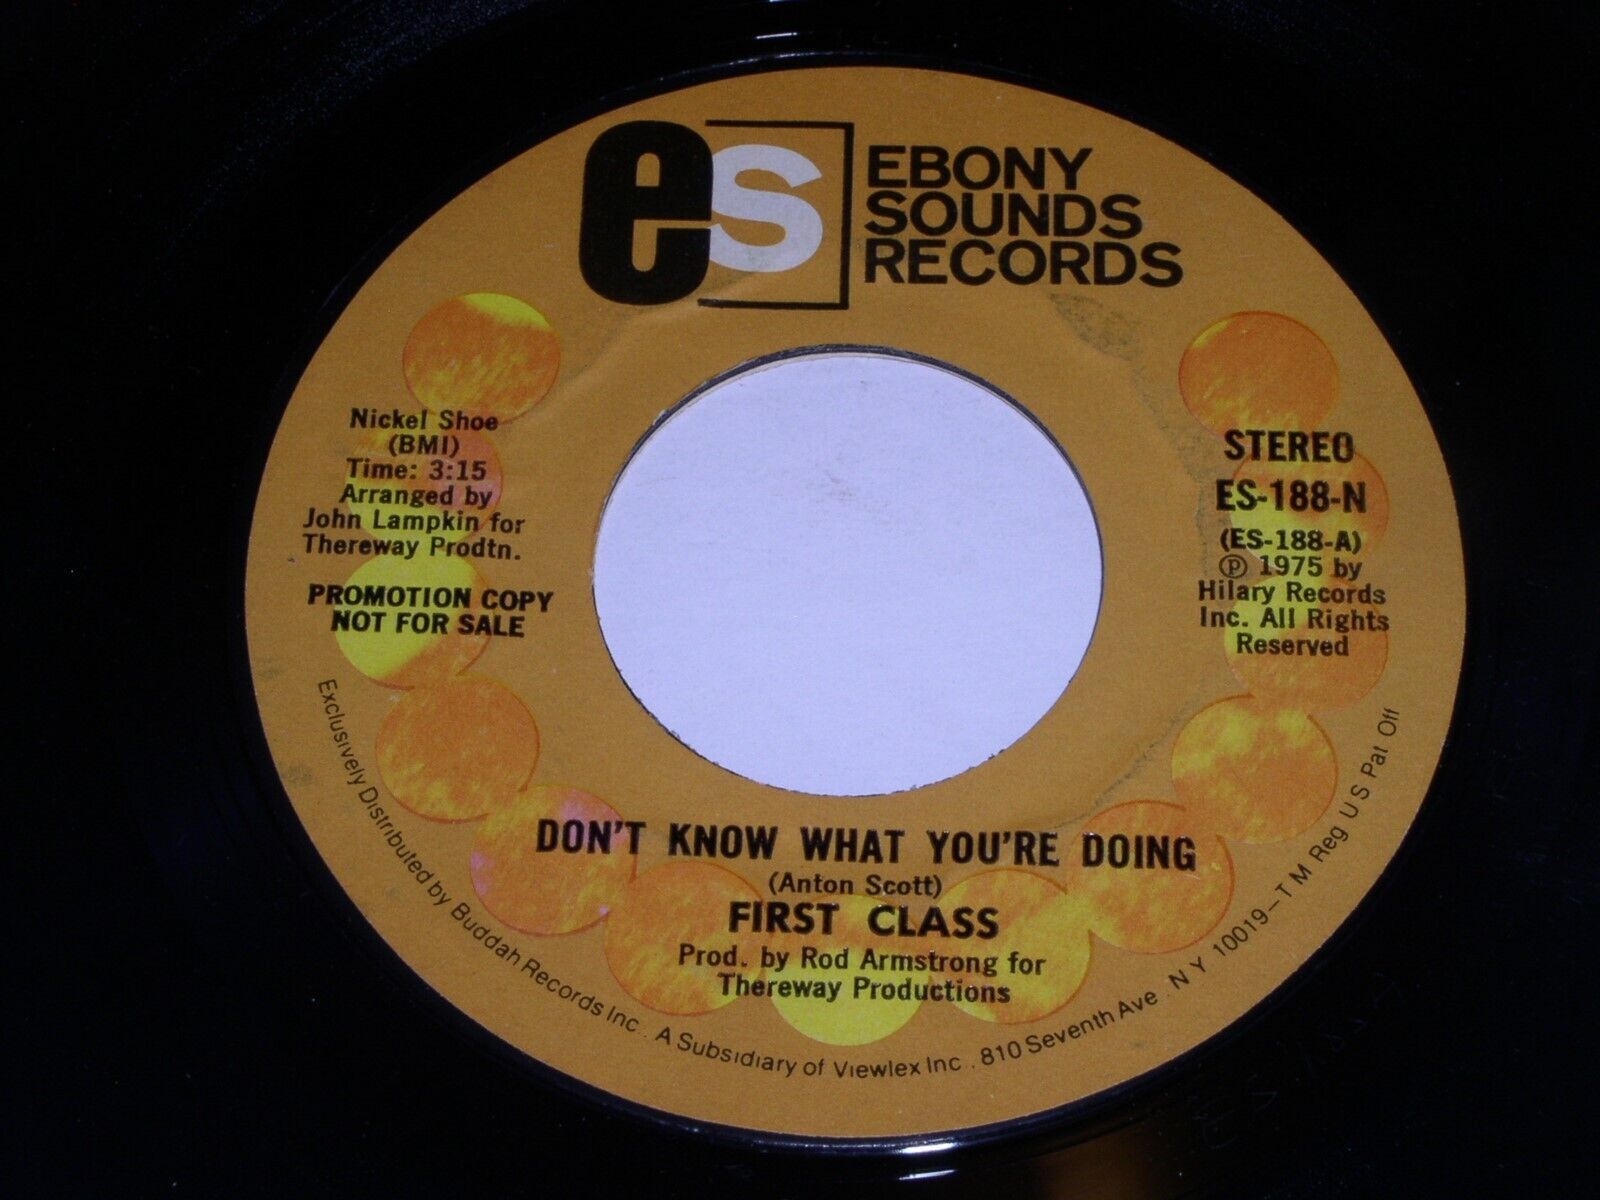 es
EBONY
SOUNDS
RECORDS
Nickel Shoe
(BMI)
Time: 3:15
Arranged by
John Lampkin for
Thereway Prodtn.
PROMOTION COPY
NOT FOR SALE
STEREO
ES-188-N
(ES-188-A)
Ⓟ 1975 by
Hilary Records
Inc. All Rights
Reserved
DON'T KNOW WHAT YOU'RE DOING
(Anton Scott)
FIRST CLASS
Prod. by Rod Armstrong for
Thereway Productions
Exclusively Distributed by Buddah Records Inc. A Subsidiary of Viewlex Inc. 810 Seventh Ave. N Y 10019–T M Reg U S Pat Off